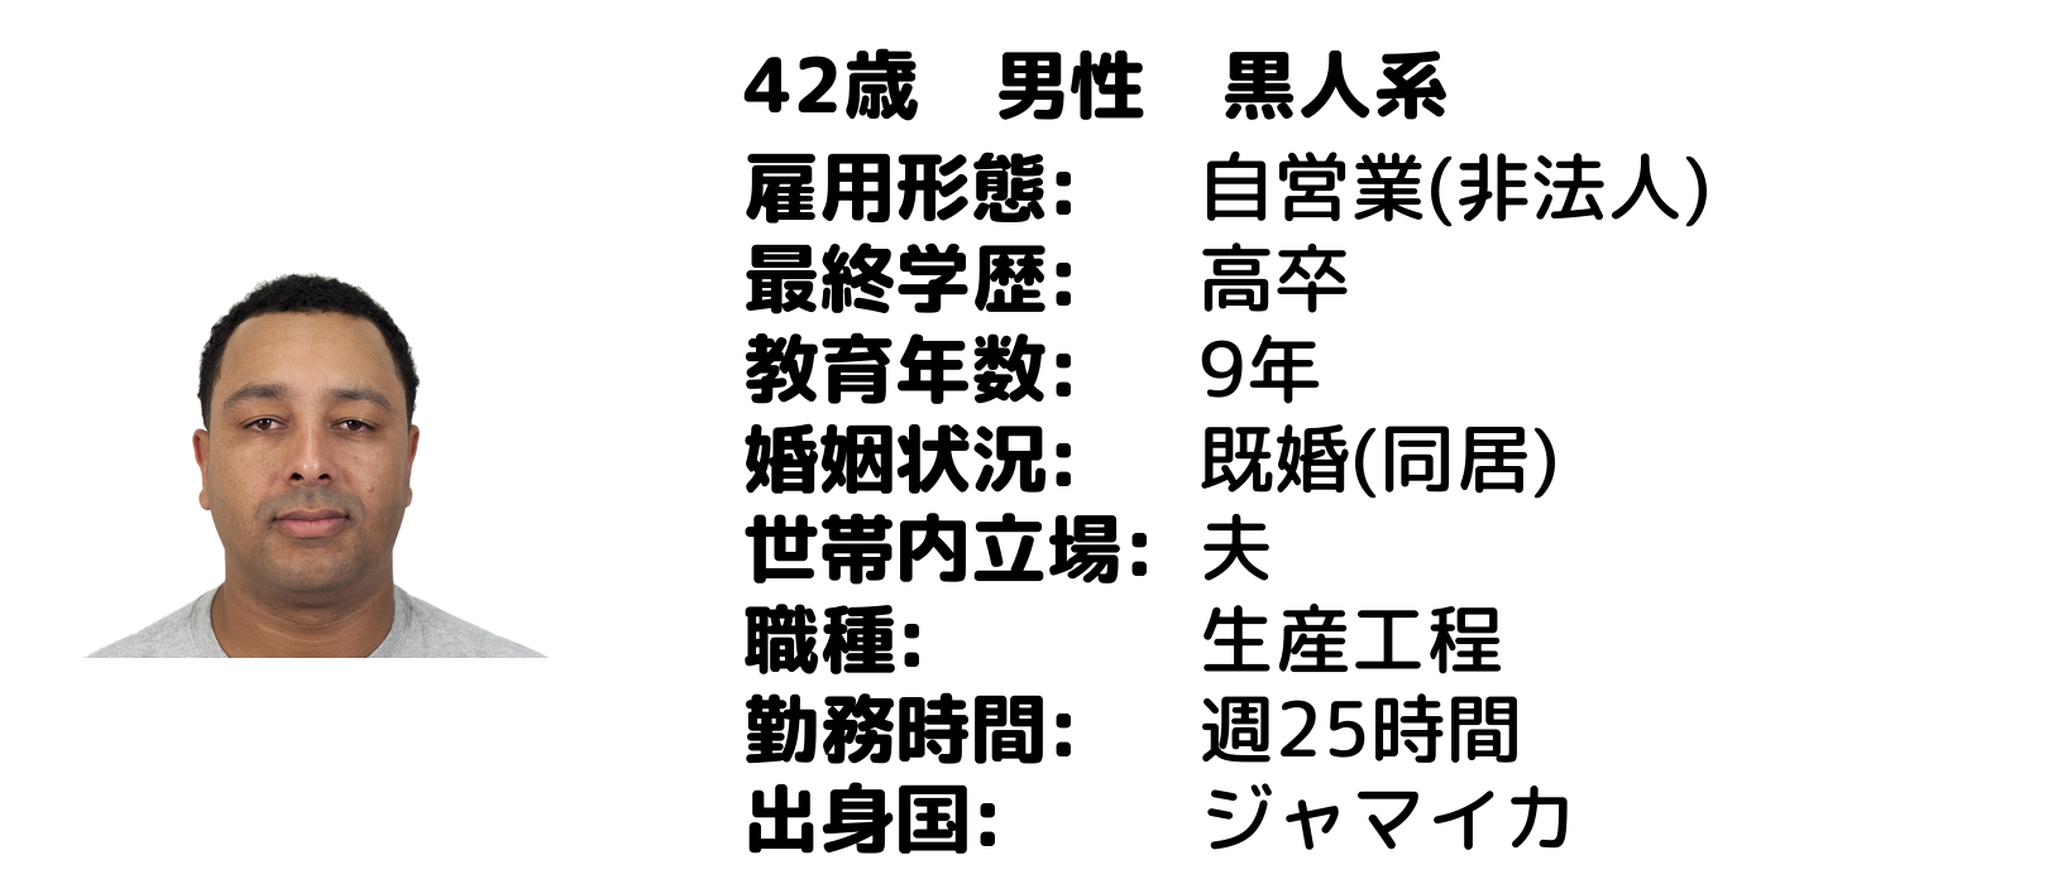 42歳　男性　黒人系
雇用形態: 自営業(非法人)
最終学歴: 高卒
教育年数: 9年
婚姻状況: 既婚(同居)
世帯内立場: 夫
職種: 生産工程
勤務時間: 週25時間
出身国: ジャマイカ